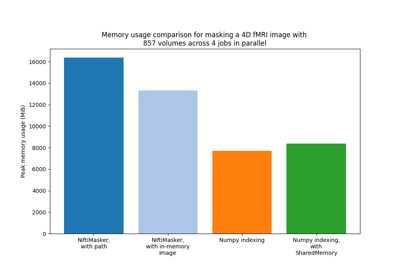 Memory usage comparison for masking a 4D fMRI image with
857 volumes across 4 jobs in parallel
Peak memory usage (MiB)
16000
14000
12000
10000
8000
6000
4000
2000
0
NiftiMasker,
with path
NiftiMasker,
with in-memory
image
Numpy indexing
Numpy indexing,
with
SharedMemory